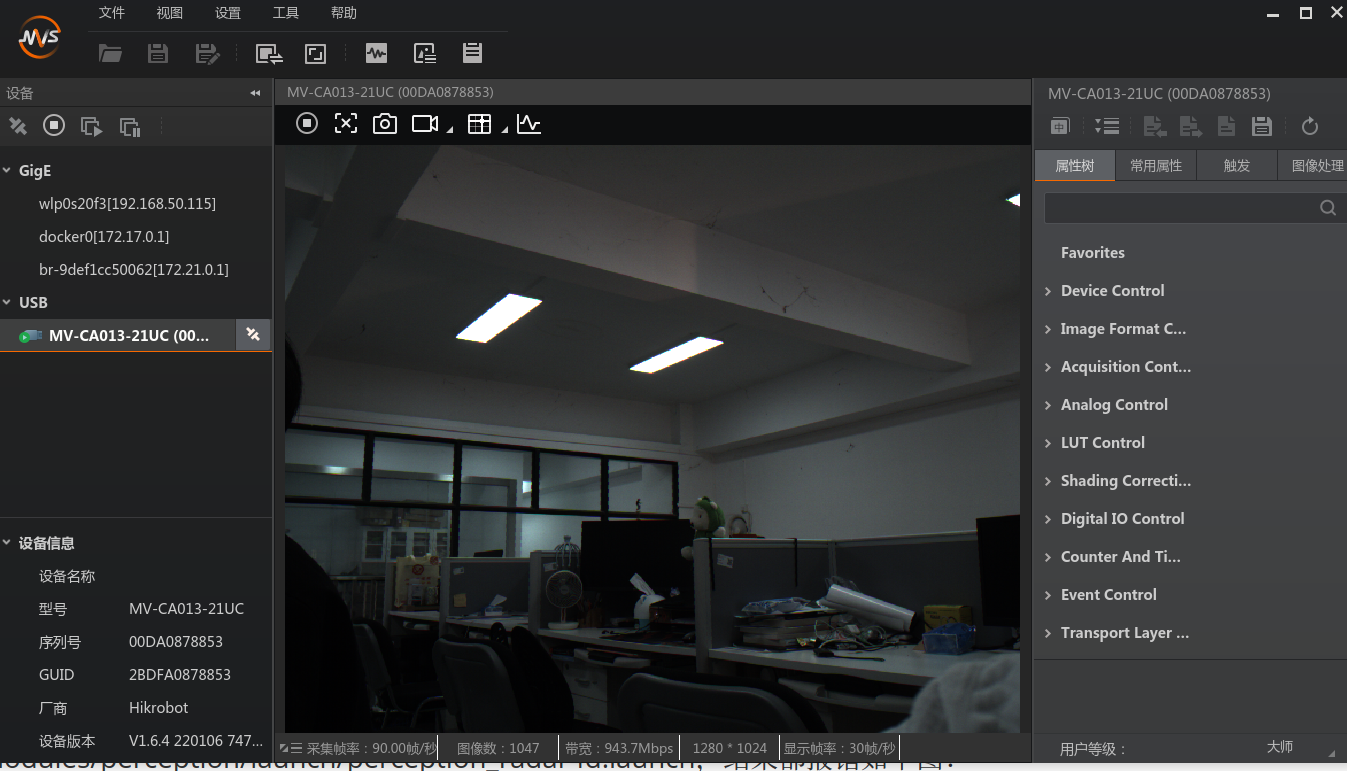 文件 视图 设置 工具 帮助
MVS
设备
MV-CA013-21UC (00DA0878853)
MV-CA013-21UC (00DA0878853)
中
属性树 常用属性 触发 图像处理
GigE
wlp0s20f3[192.168.50.115]
docker0[172.17.0.1]
br-9def1cc50062[172.21.0.1]
USB
MV-CA013-21UC (00...
Favorites
Device Control
Image Format C...
Acquisition Cont...
Analog Control
LUT Control
Shading Correcti...
Digital IO Control
Counter And Ti...
Event Control
Transport Layer ...
设备信息
设备名称
型号 MV-CA013-21UC
序列号 00DA0878853
GUID 2BDFA0878833
厂商 Hikrobot
设备版本 V1.6.4 220106 747...
采集帧率：90.00帧/秒 图像数：1047 带宽：943.7Mbps 1280 * 1024 显示帧率：30帧/秒
用户等级： 大师
odules/perception/launch/perception_radar